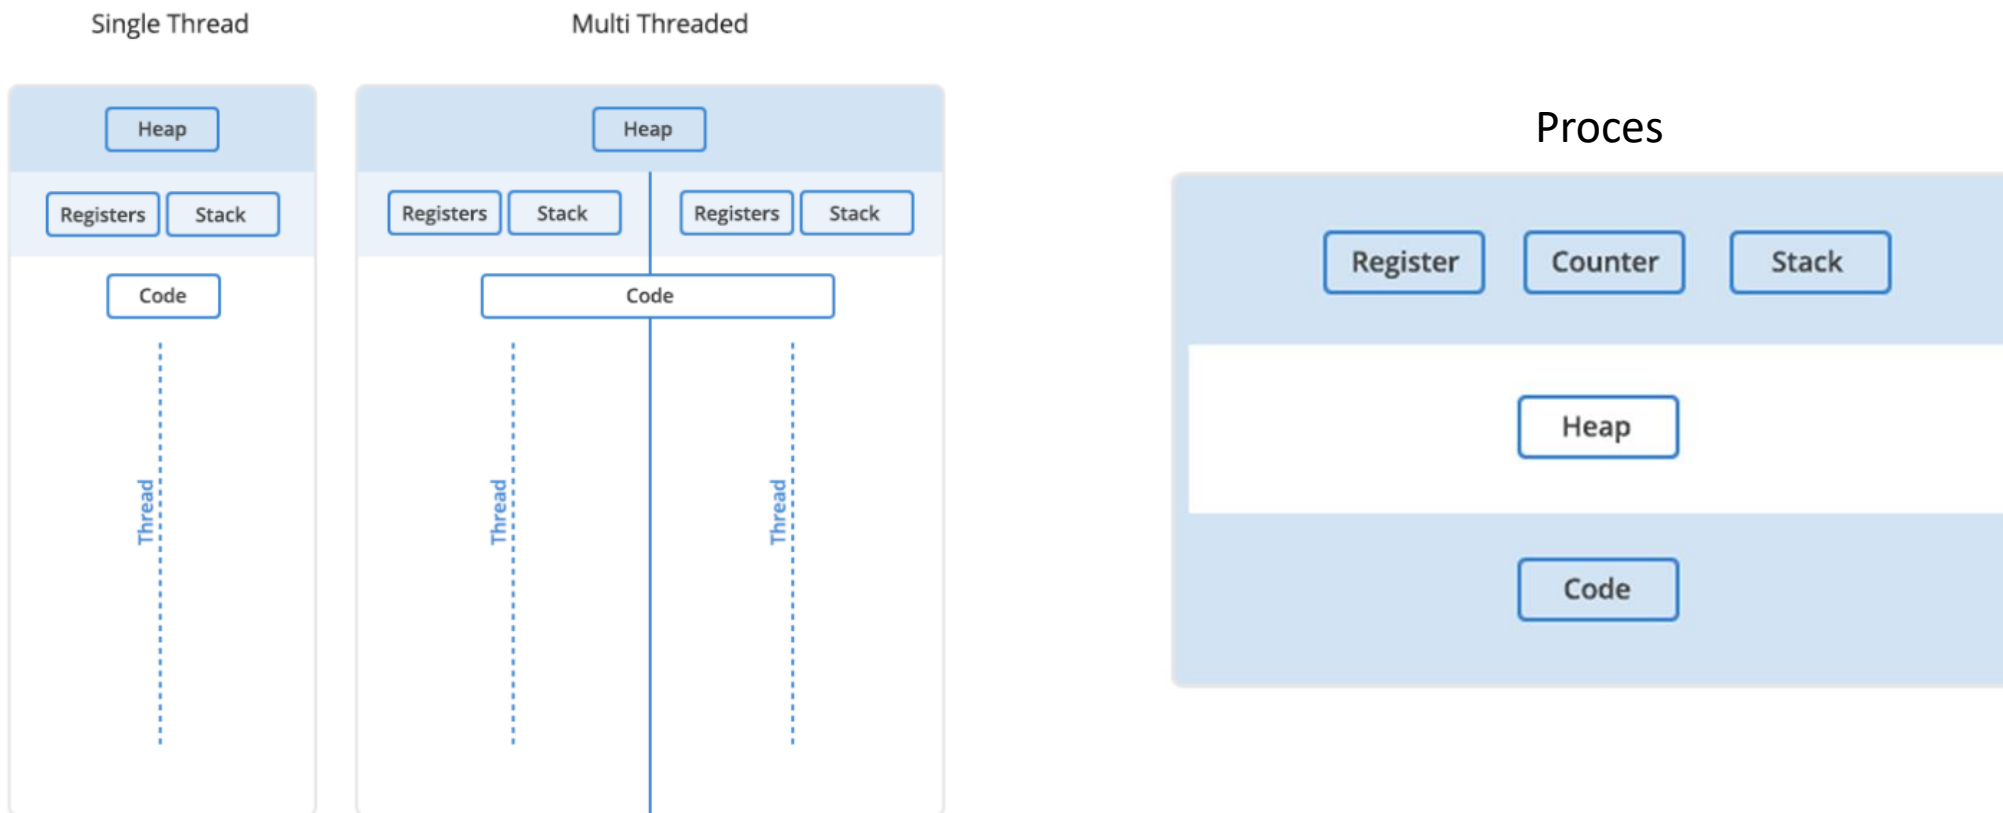 Single Thread
Heap
Registers Stack
Code
Thread
Multi Threaded
Heap
Registers Stack Registers Stack
Code
Thread Thread
Proces
Register Counter Stack
Heap
Code